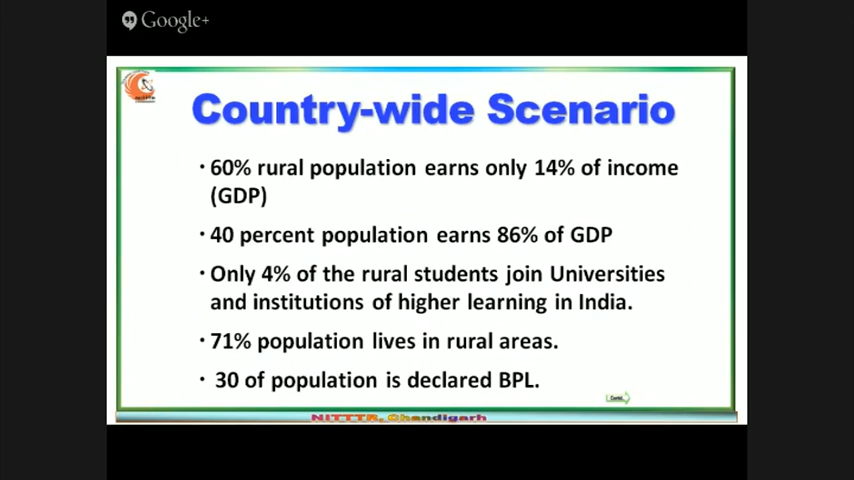 Google+
Country-wide Scenario
· 60% rural population earns only 14% of income
(GDP)
· 40 percent population earns 86% of GDP
· Only 4% of the rural students join Universities
and institutions of higher learning in India.
· 71% population lives in rural areas.
· 30 of population is declared BPL.
NITTTR, Chandigarh